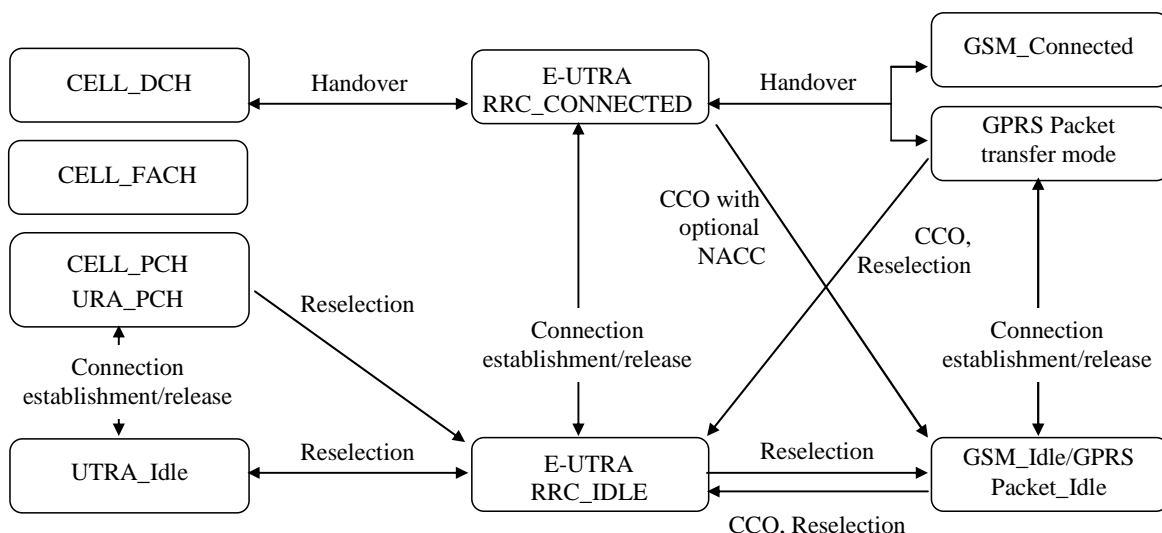 GSM_Connected
CELL_DCH
Handover
E-UTRA
RRC_CONNECTED
Handover
GPRS Packet
transfer mode
CELL_FACH
CCO with
optional
NACC
CCO,
Reselection
CELL_PCH
URA_PCH
Reselection
Connection
establishment/release
Connection
establishment/release
Connection
establishment/release
UTRA_Idle
Reselection
E-UTRA
RRC_IDLE
Reselection
GSM_Idle/GPRS
Packet_Idle
CCO, Reselection